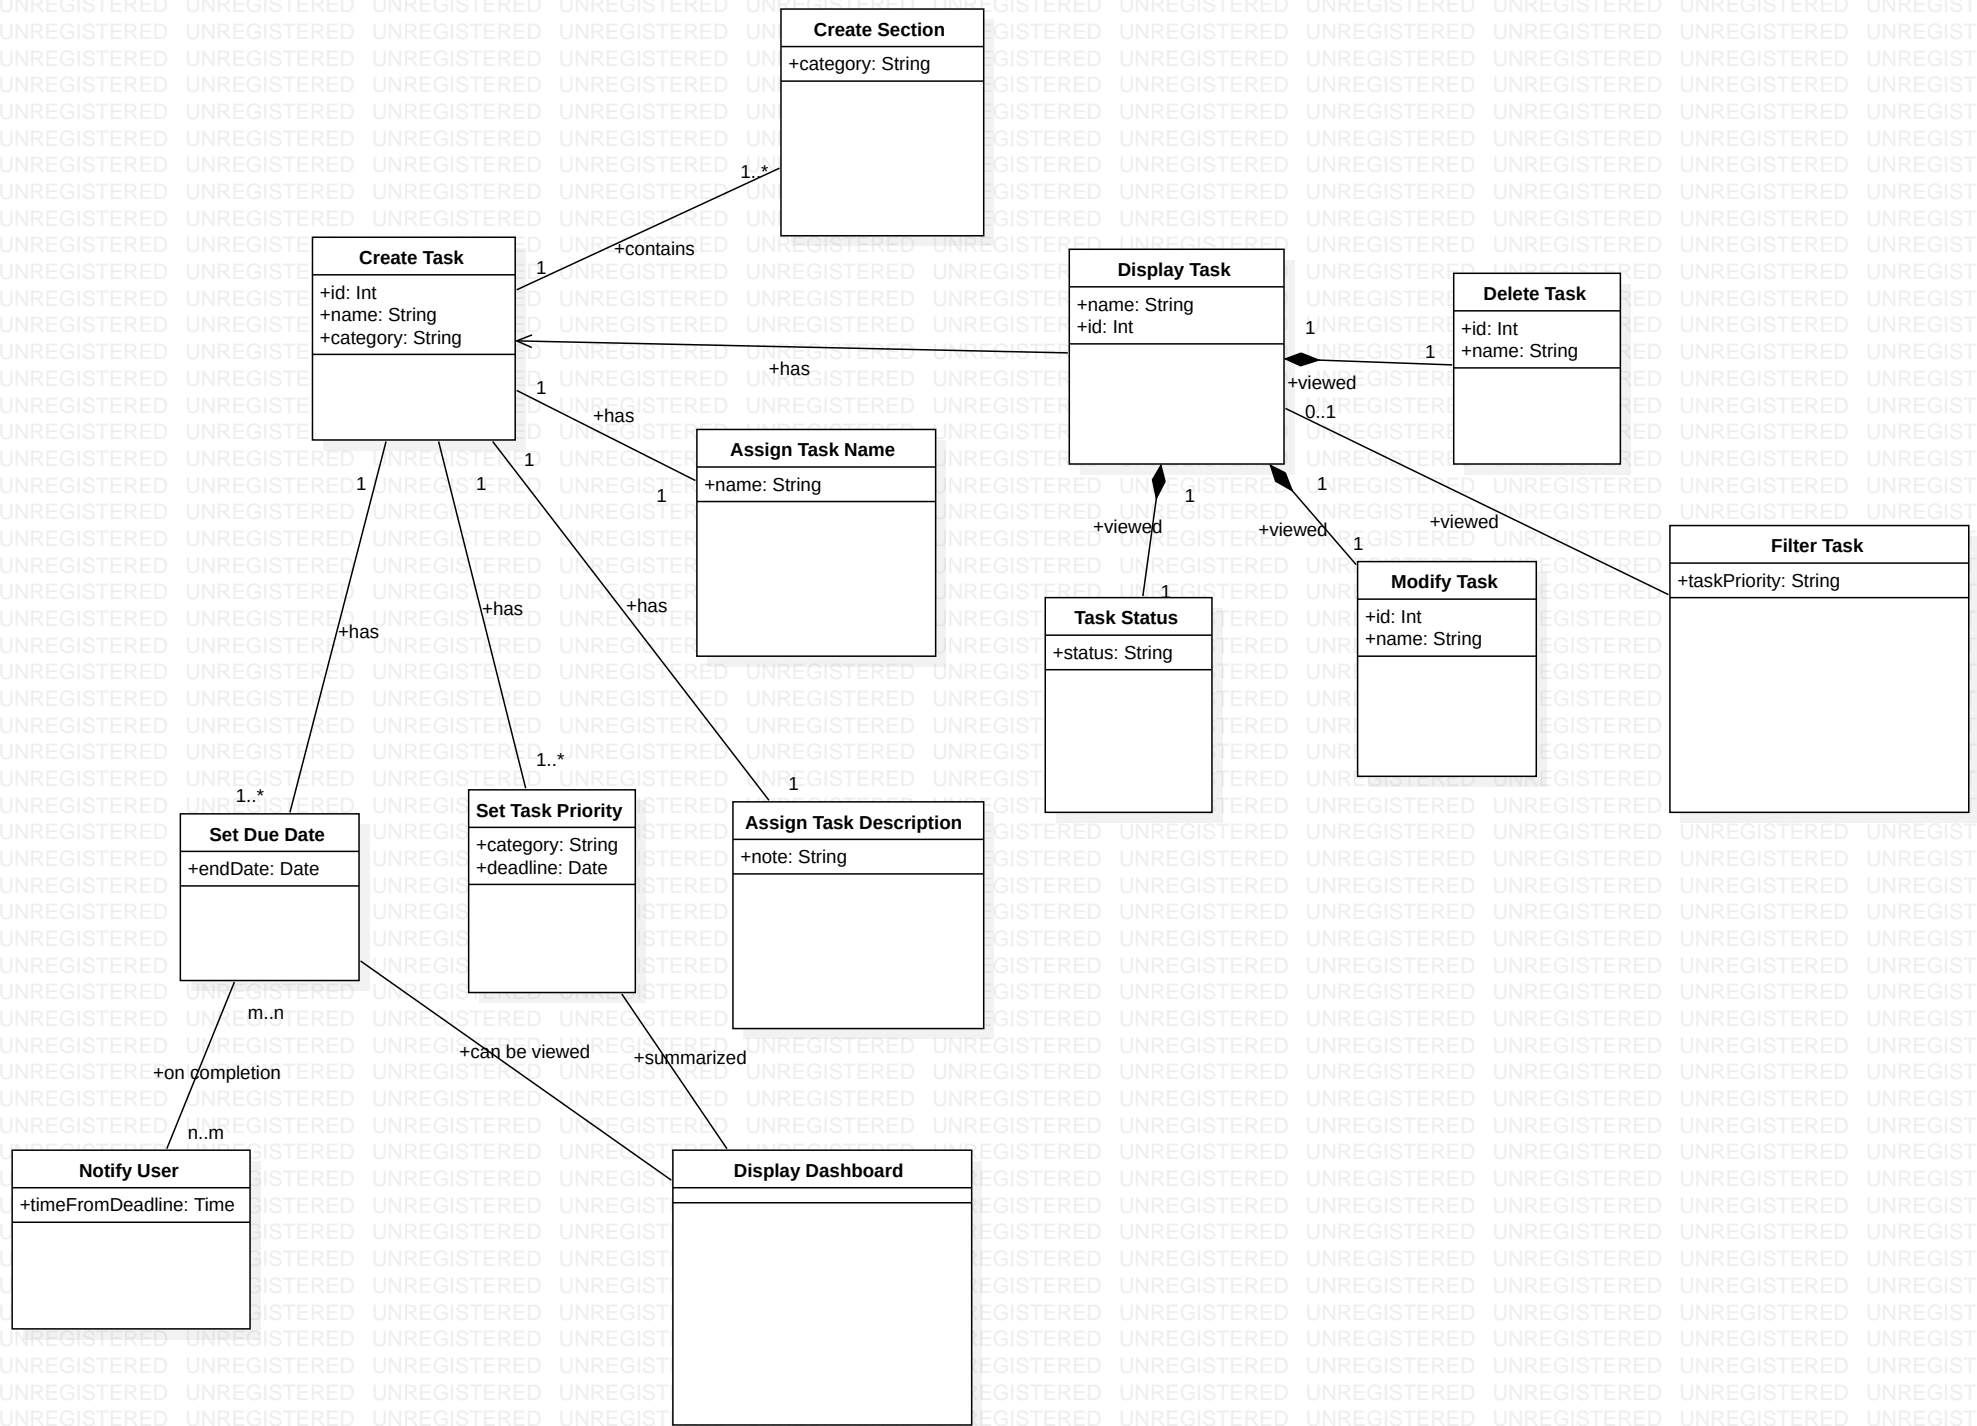 Create Section
+category: String
1..*
+contains
1
Create Task
+id: Int
+name: String
+category: String
Display Task
+name: String
+id: Int
Delete Task
+id: Int
+name: String
1
1
+viewed
0..1
+has
1
+has
1
Assign Task Name
+name: String
1
1
1
1
+viewed
1
+viewed
1
+viewed
1
Filter Task
+taskPriority: String
Modify Task
+id: Int
+name: String
Task Status
+status: String
+has
+has
+has
1..*
1..*
1
Set Due Date
+endDate: Date
Set Task Priority
+category: String
+deadline: Date
Assign Task Description
+note: String
m..n
+on completion
n..m
+can be viewed
+summarized
Notify User
+timeFromDeadline: Time
Display Dashboard
UNREGISTERED